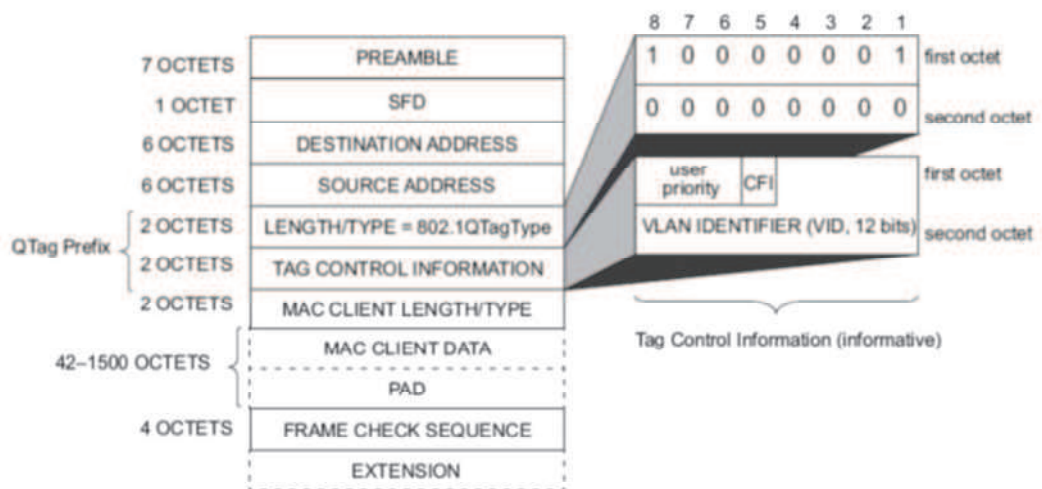 8 7 6 5 4 3 2 1
7 OCTETS PREAMBLE 1 0 0 0 0 0 0 1 first octet
1 OCTET SFD 0 0 0 0 0 0 0 0 second octet
6 OCTETS DESTINATION ADDRESS
6 OCTETS SOURCE ADDRESS user priority CFI first octet
QTag Prefix 2 OCTETS LENGTH/TYPE = 802.1QTagType VLAN IDENTIFIER (VID, 12 bits) second octet
2 OCTETS TAG CONTROL INFORMATION
2 OCTETS MAC CLIENT LENGTH/TYPE
Tag Control Information (informative)
42–1500 OCTETS MAC CLIENT DATA
PAD
4 OCTETS FRAME CHECK SEQUENCE
EXTENSION